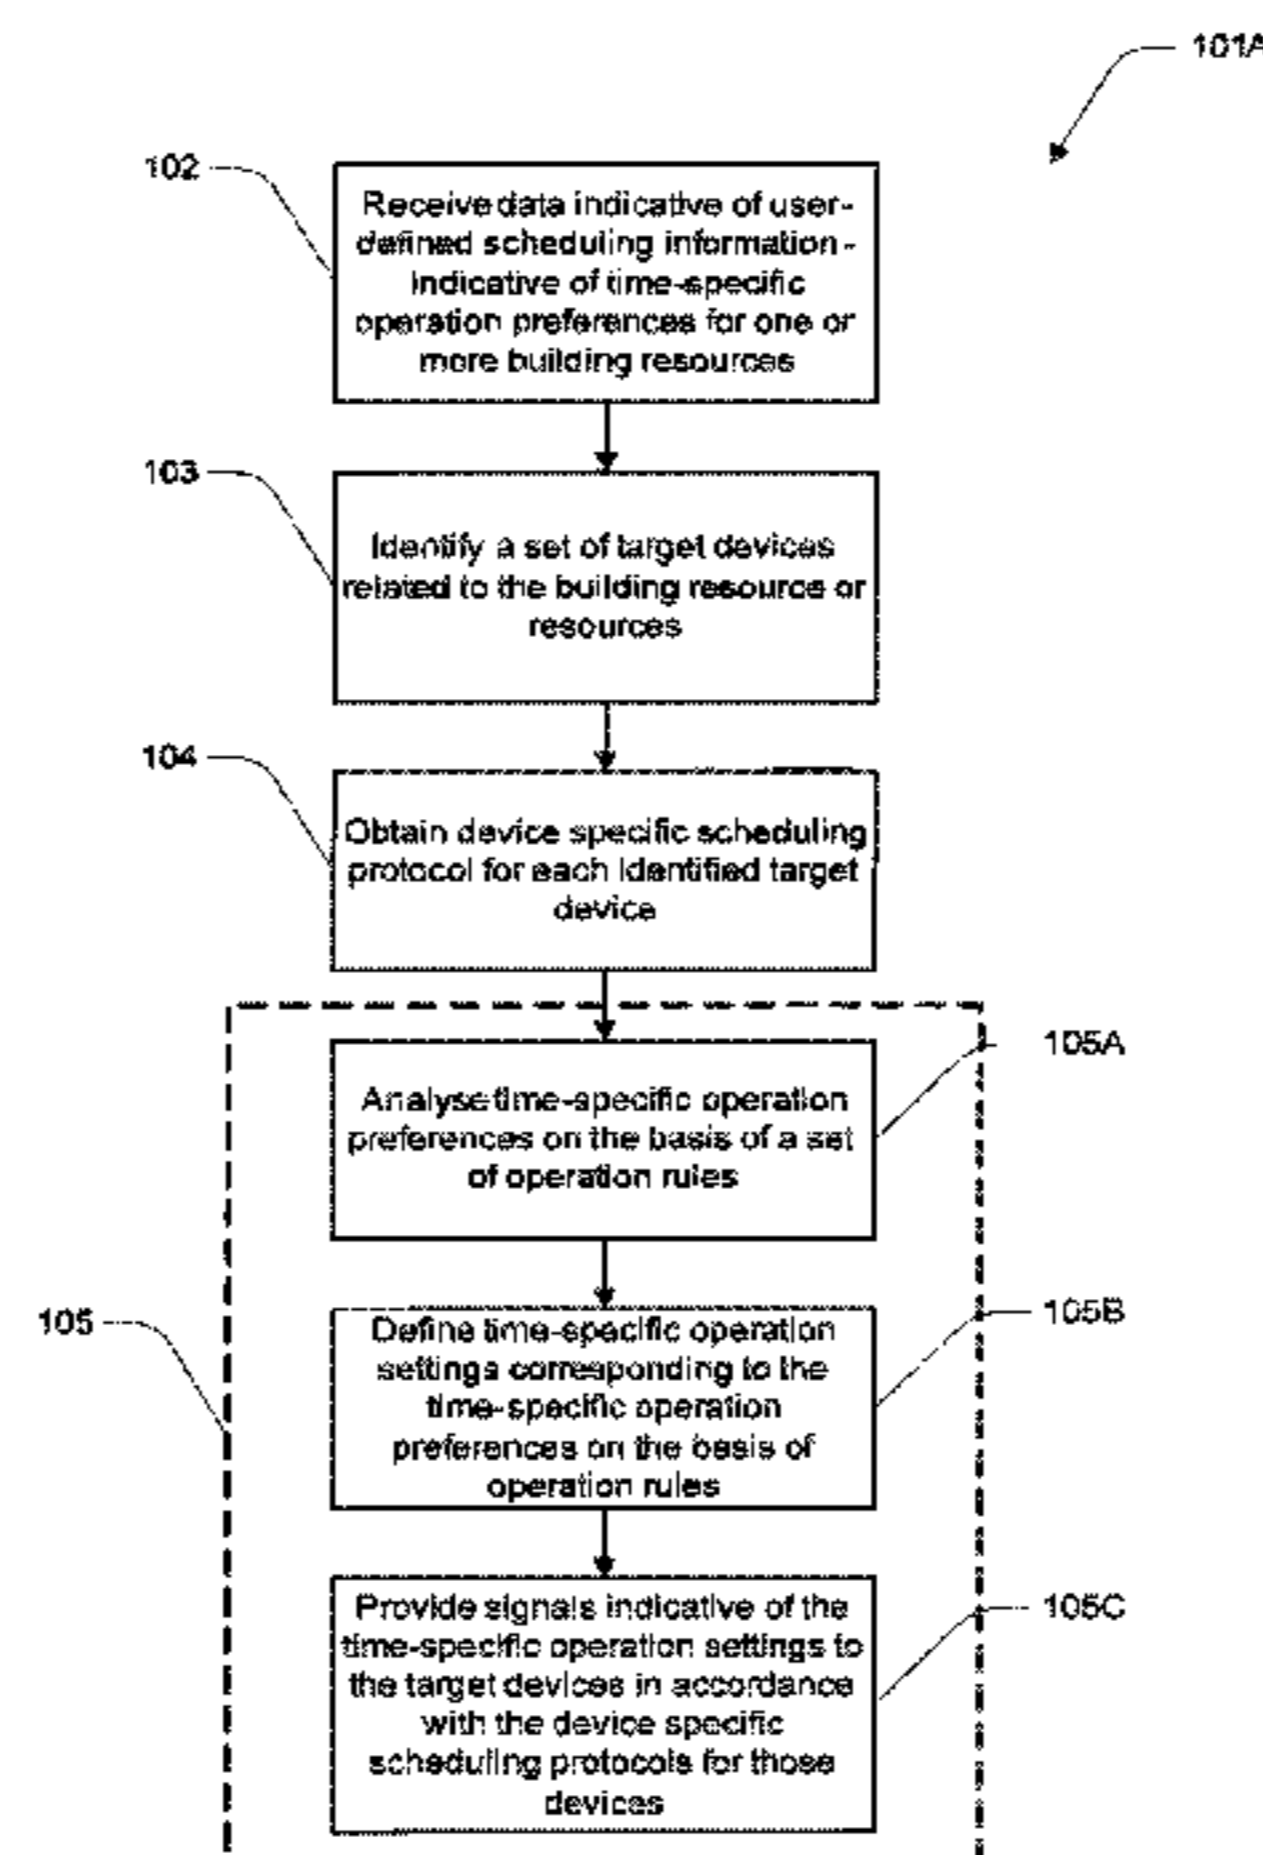 101A
102
Receive data indicative of user-
defined scheduling information -
indicative of time-specific
operation preferences for one or
more building resources
103
Identify a set of target devices
related to the building resource or
resources
104
Obtain device specific scheduling
protocol for each identified target
device
105A
Analyse time-specific operation
preferences on the basis of a set
of operation rules
105
105B
Define time-specific operation
settings corresponding to the
time-specific operation
preferences on the basis of
operation rules
105C
Provide signals indicative of the
time-specific operation settings to
the target devices in accordance
with the device specific
scheduling protocols for those
devices